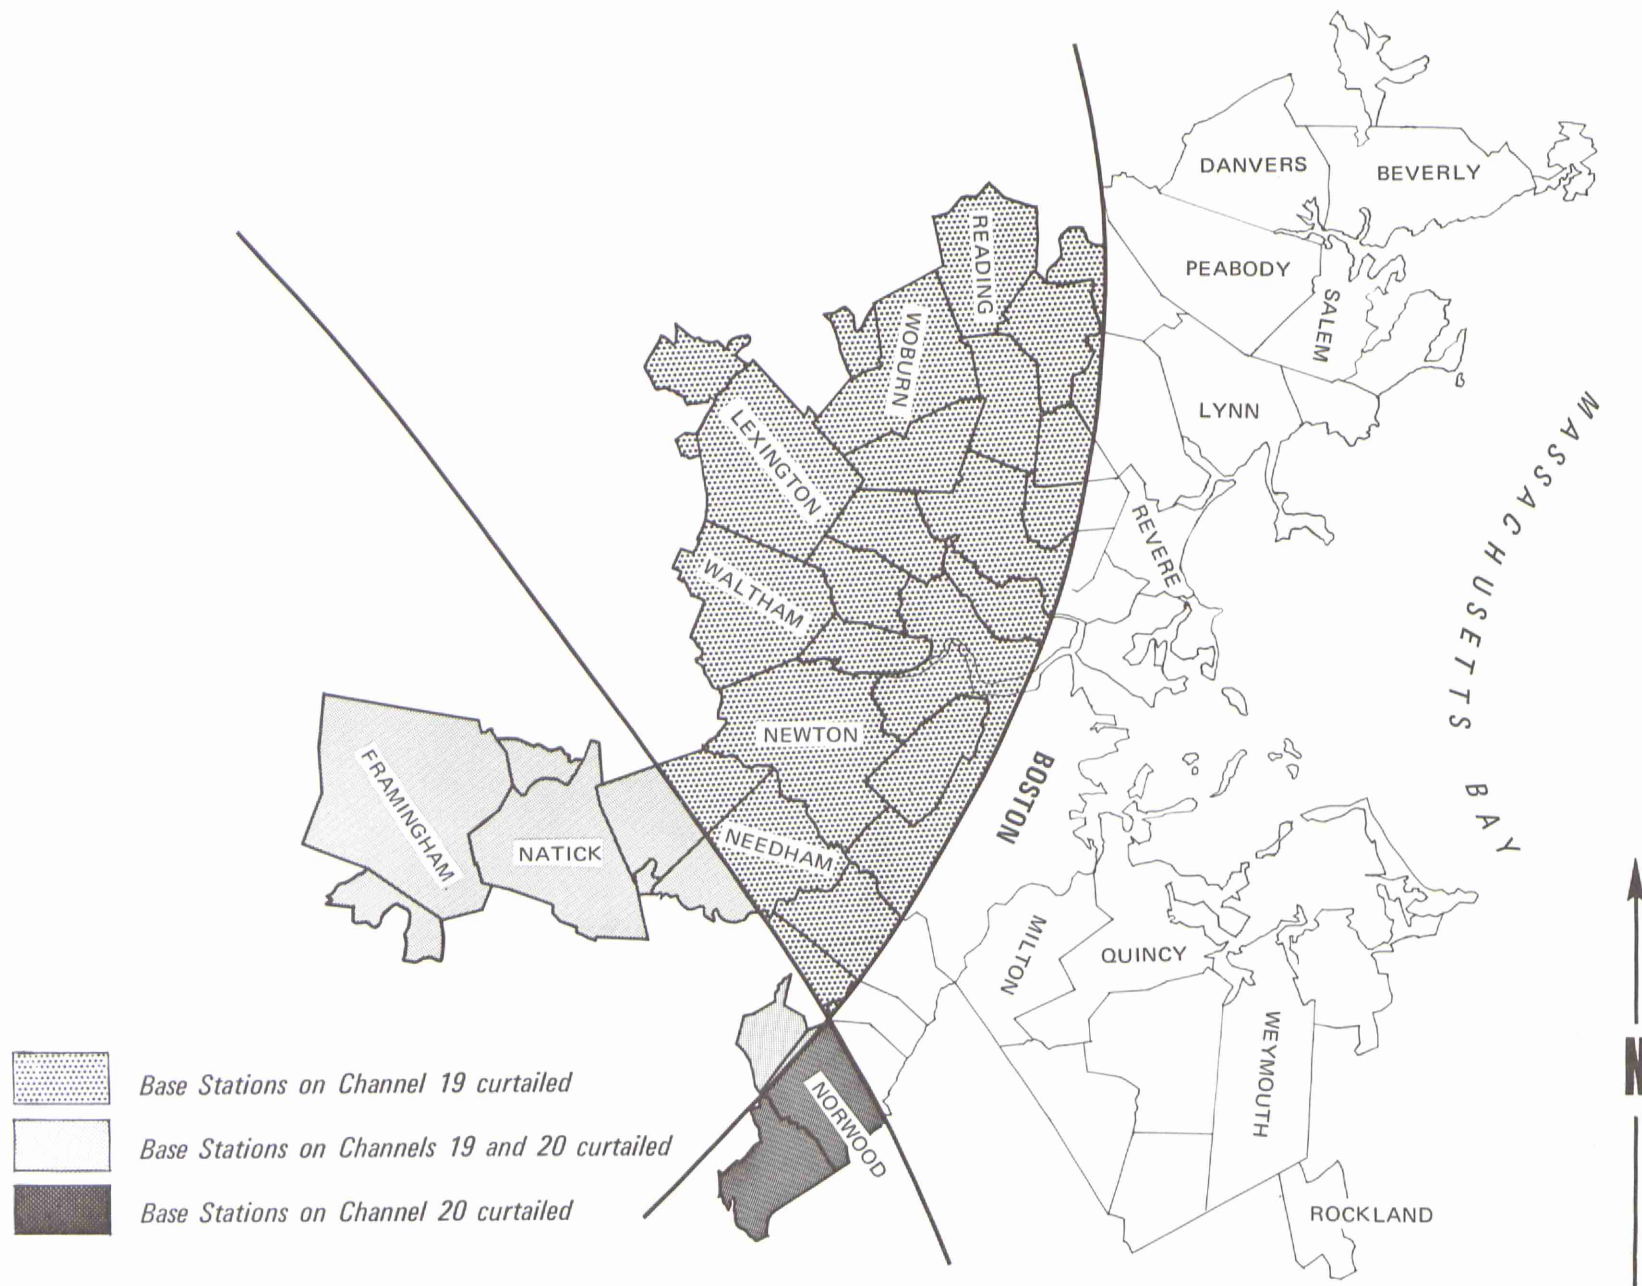 DANVERS
BEVERLY
READING
PEABODY
SALEM
WOBURN
LYNN
LEXINGTON
MASSACHUSETTS BAY
REVERE
WALTHAM
NEWTON
BOSTON
FRAMINGHAM
NATICK
NEEDHAM
MILTON
QUINCY
WEYMOUTH
N
NORWOOD
ROCKLAND
Base Stations on Channel 19 curtailed
Base Stations on Channels 19 and 20 curtailed
Base Stations on Channel 20 curtailed